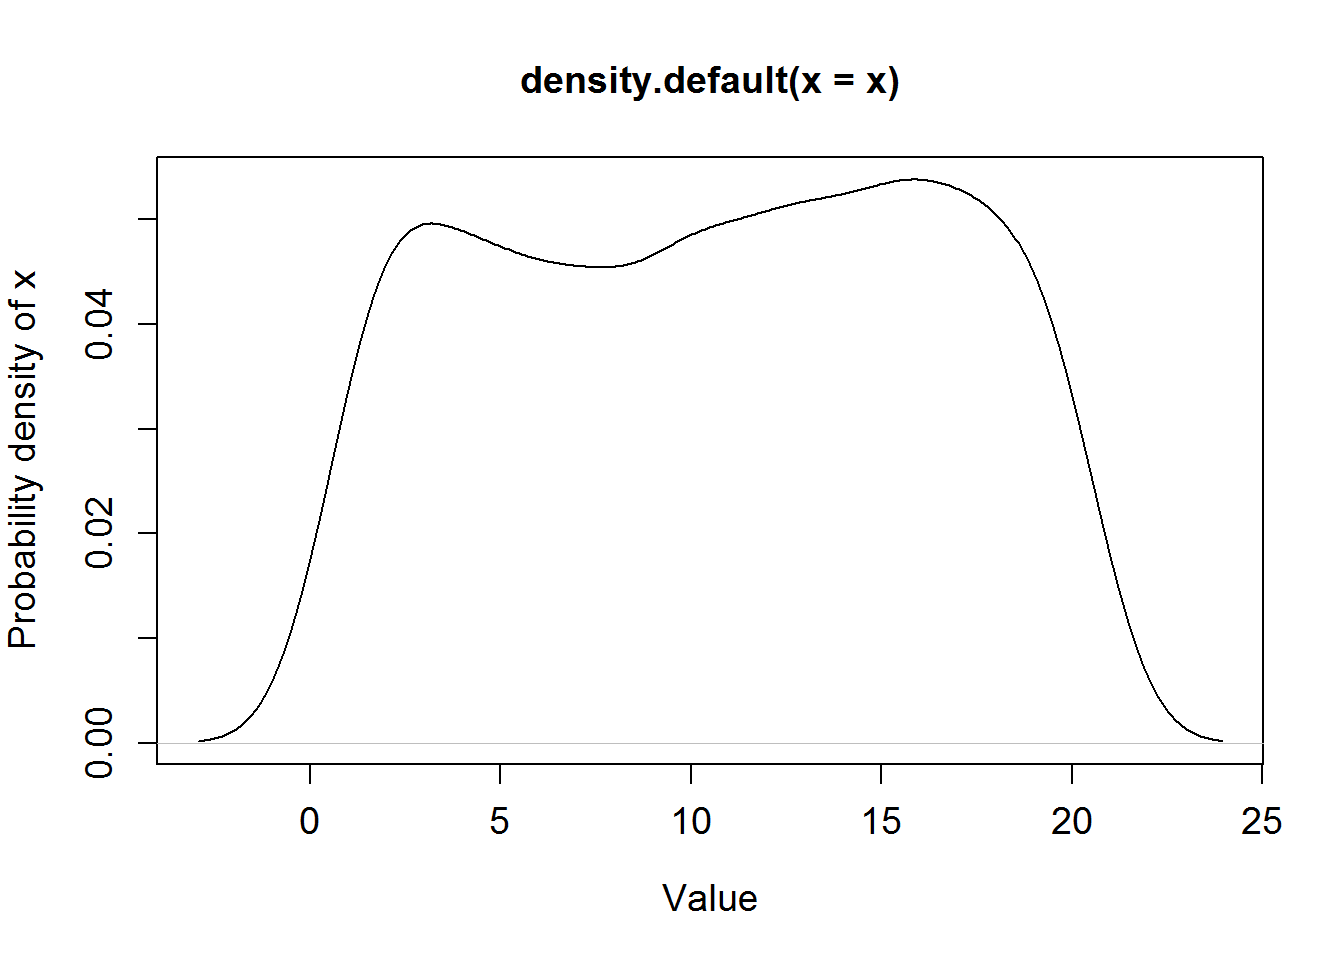 density.default(x = x)
Probability density of x
0.04
0.02
0.00
0 5 10 15 20 25
Value